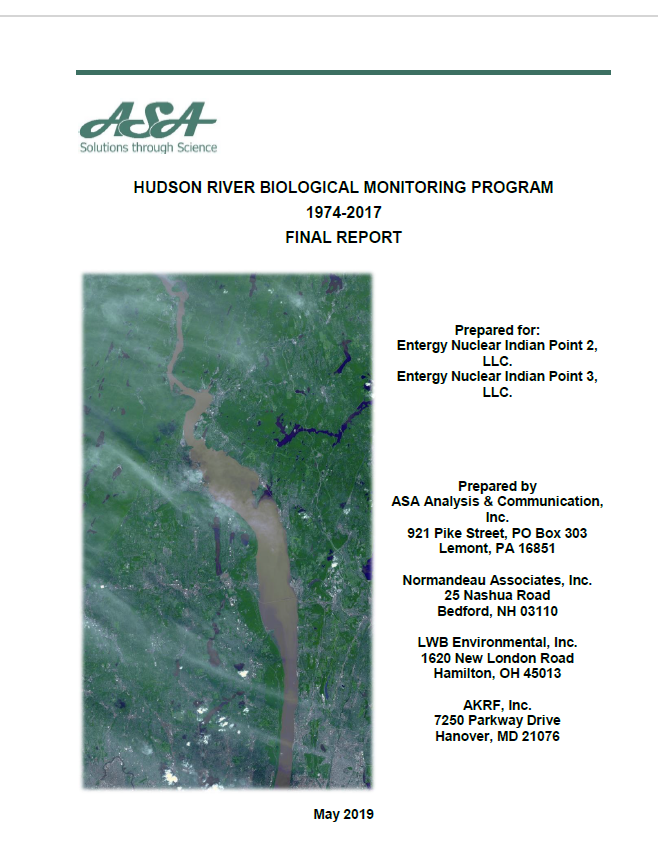 ASA
Solutions through Science
HUDSON RIVER BIOLOGICAL MONITORING PROGRAM
1974-2017
FINAL REPORT
Prepared for:
Entergy Nuclear Indian Point 2,
LLC.
Entergy Nuclear Indian Point 3,
LLC.
Prepared by
ASA Analysis & Communication,
Inc.
921 Pike Street, PO Box 303
Lemont, PA 16851
Normandeau Associates, Inc.
25 Nashua Road
Bedford, NH 03110
LWB Environmental, Inc.
1620 New London Road
Hamilton, OH 45013
AKRF, Inc.
7250 Parkway Drive
Hanover, MD 21076
May 2019